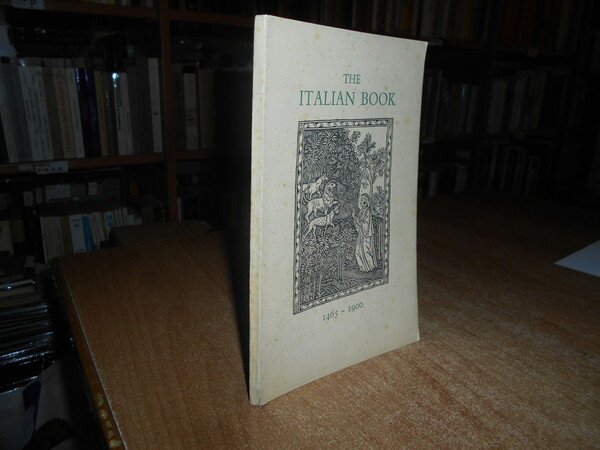 THE
ITALIAN BOOK
1465 - 1900